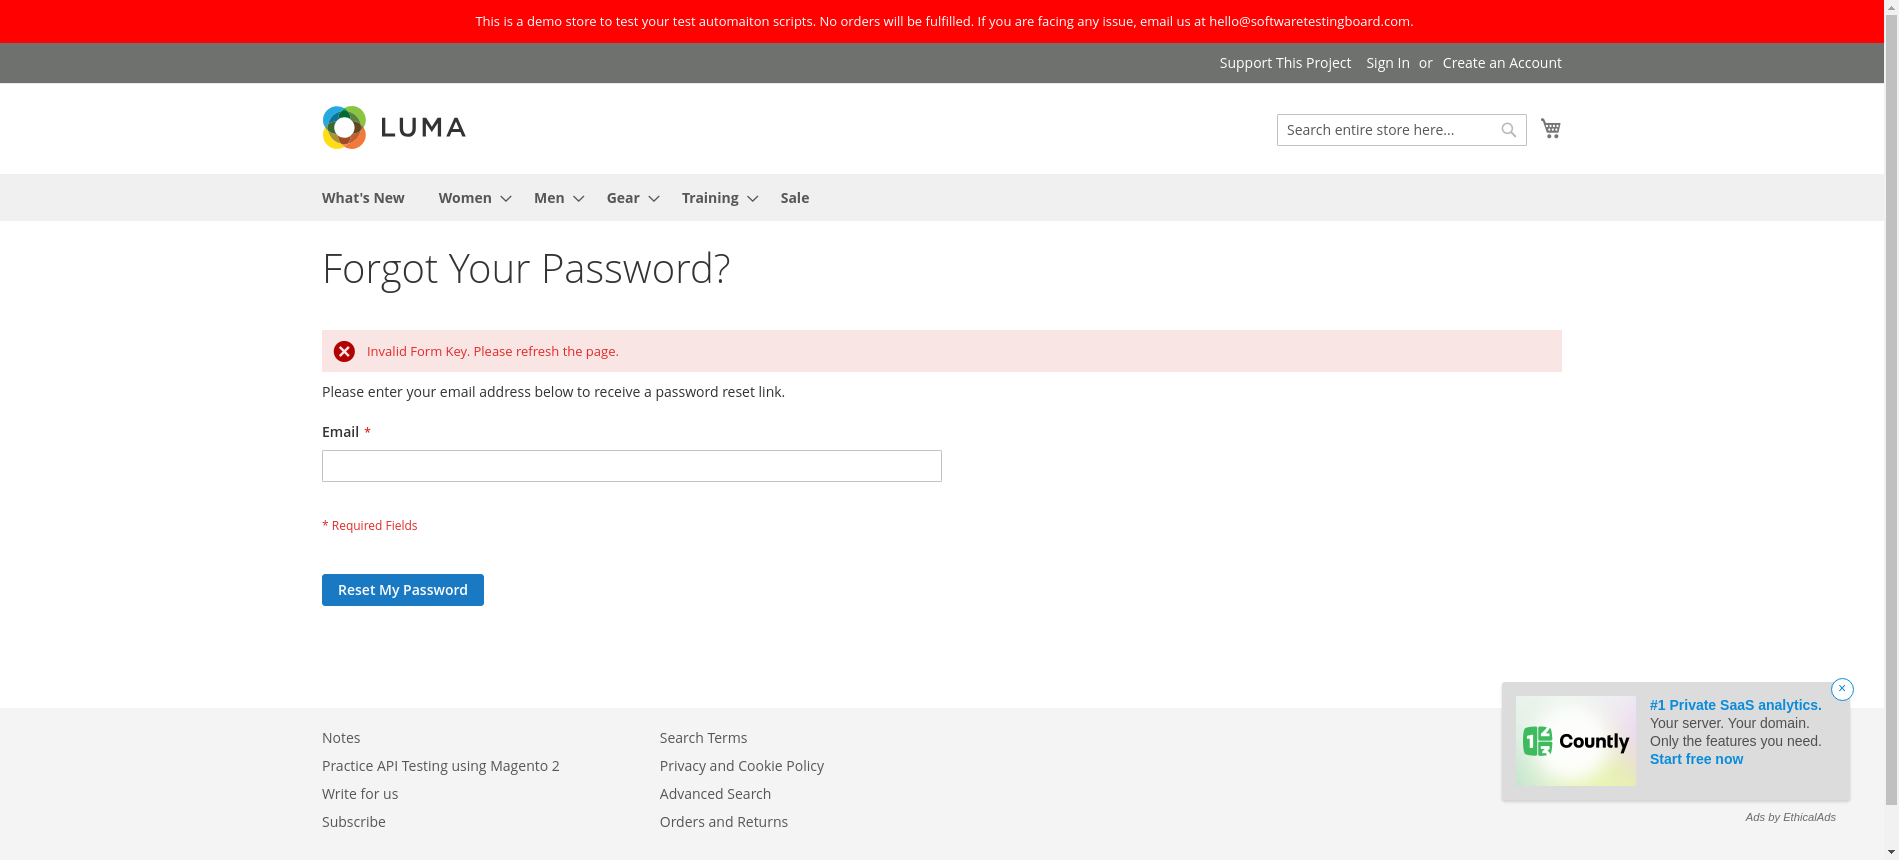 This is a demo store to test your test automaiton scripts. No orders will be fulfilled. If you are facing any issue, email us at hello@softwaretestingboard.com.
Support This Project Sign In or Create an Account
LUMA
Search entire store here...
What's New Women Men Gear Training Sale
Forgot Your Password?
Invalid Form Key. Please refresh the page.
Please enter your email address below to receive a password reset link.
Email *
* Required Fields
Reset My Password
Notes
Practice API Testing using Magento 2
Write for us
Subscribe
Search Terms
Privacy and Cookie Policy
Advanced Search
Orders and Returns
×
123 Countly
#1 Private SaaS analytics.
Your server. Your domain.
Only the features you need.
Start free now
Ads by EthicalAds